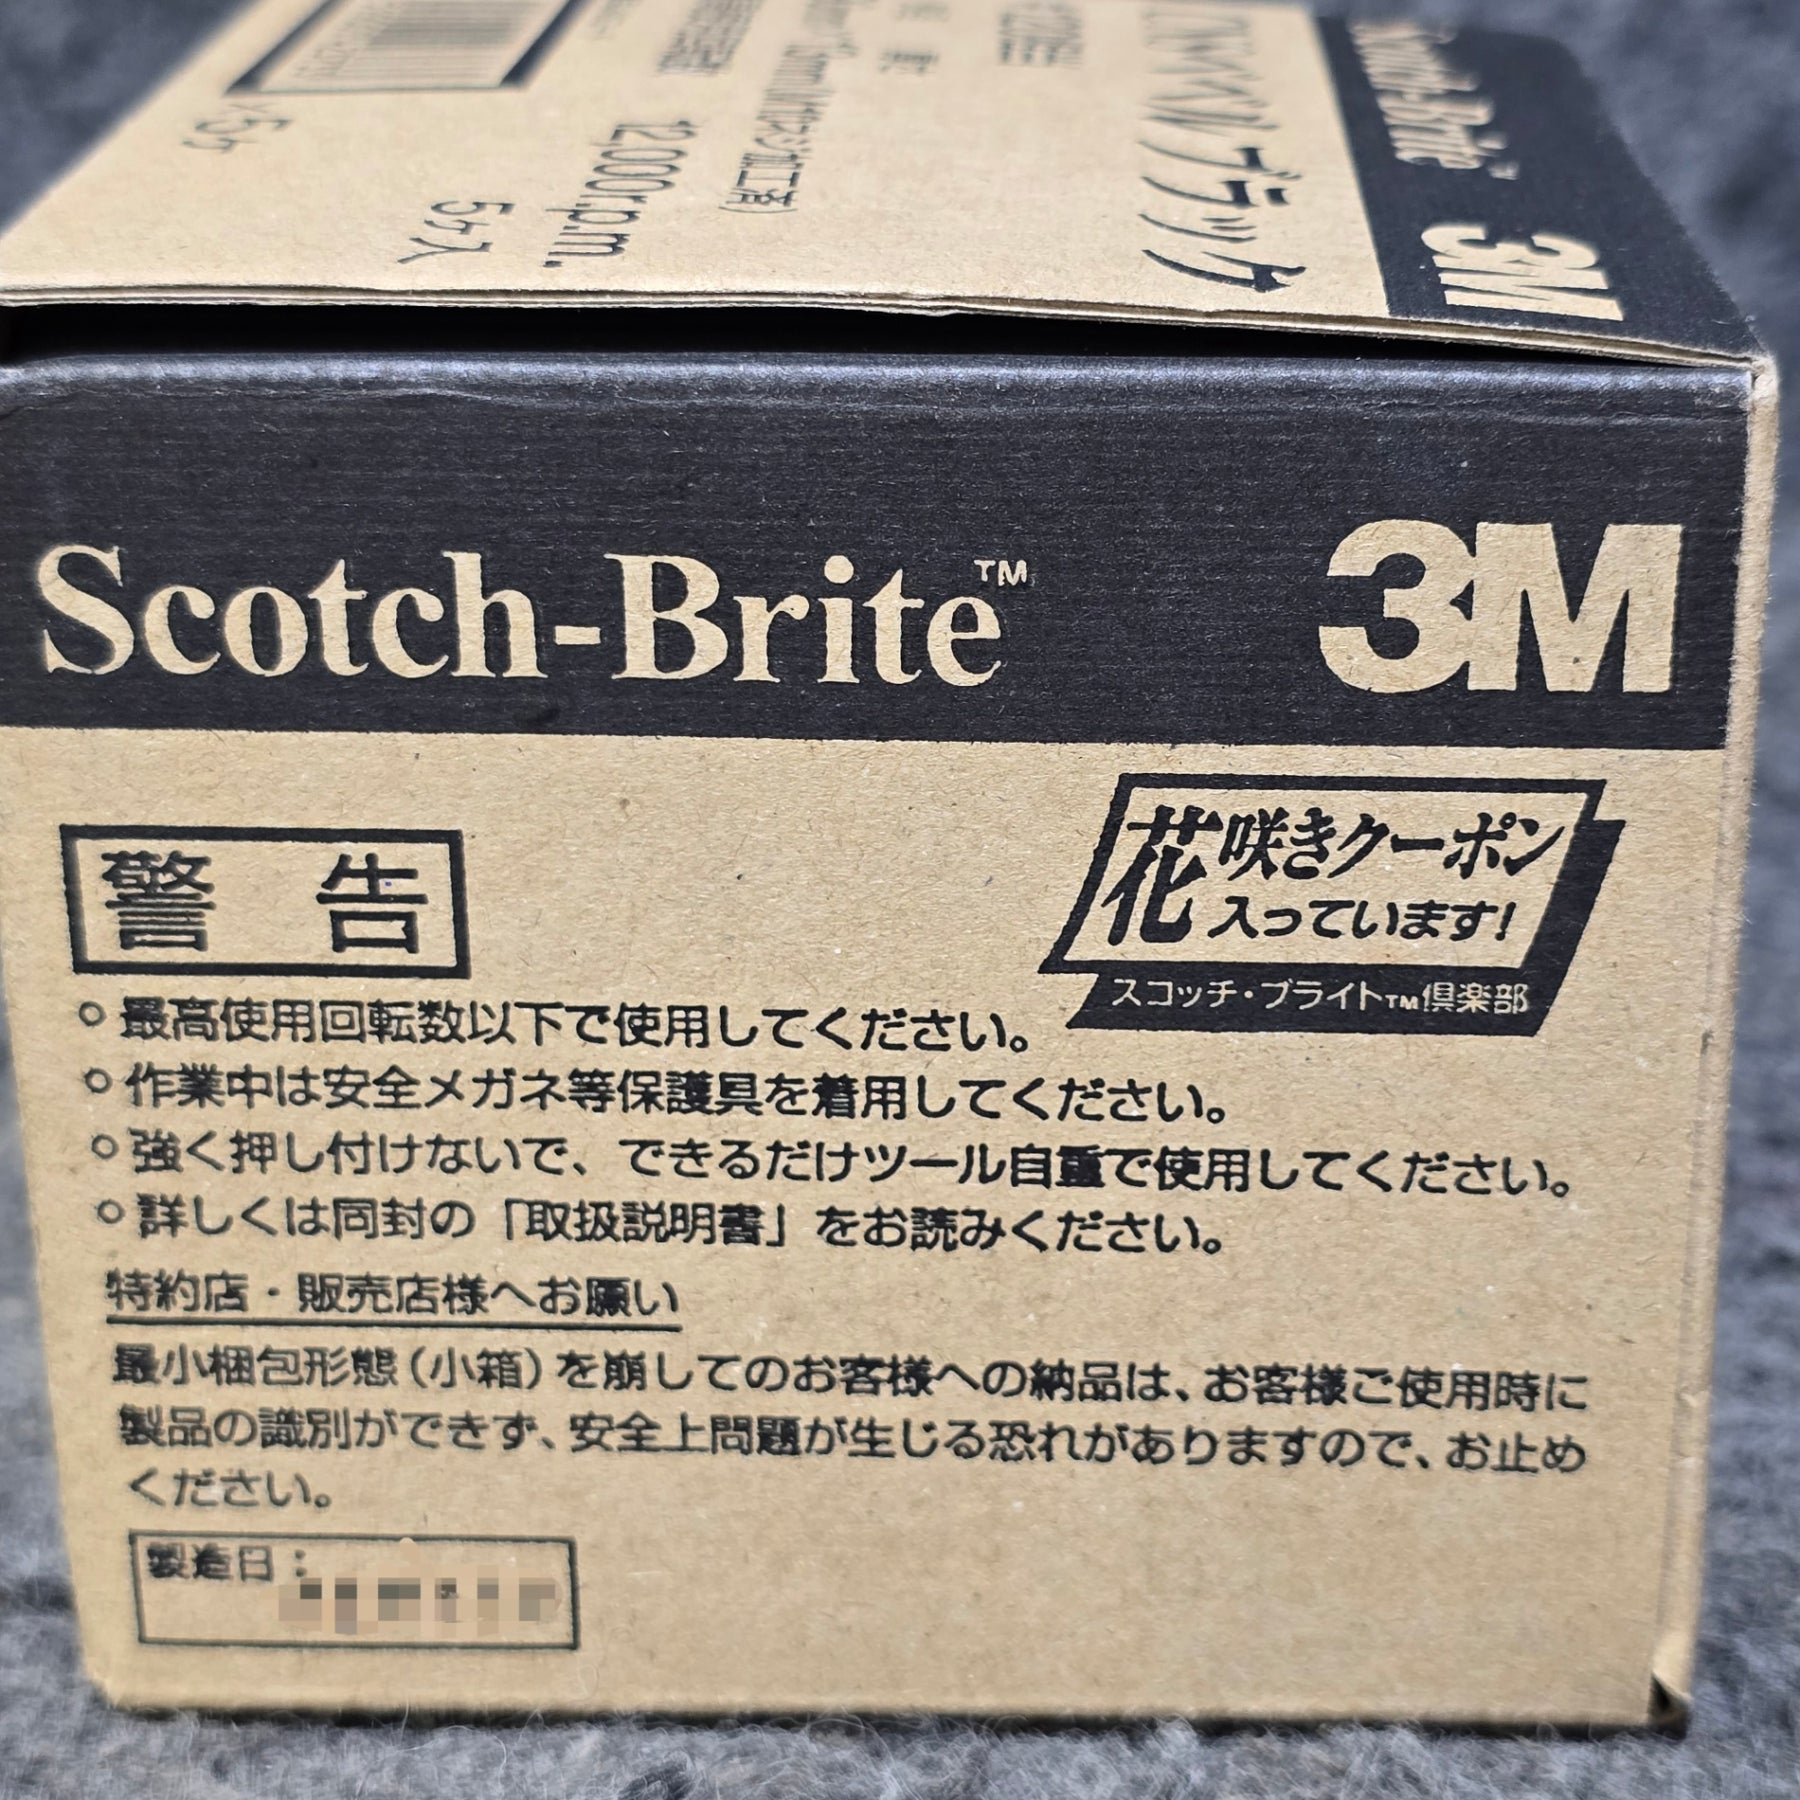 Scotch-Brite™ 3M
ベベルブラック
12,000r.p.m.
5ヶ入
Scotch-Brite™ 3M
警告
花咲きクーポン
入っています!
スコッチ・ブライト™倶楽部
○最高使用回転数以下で使用してください。
○作業中は安全メガネ等保護具を着用してください。
○強く押し付けないで、できるだけツール自重で使用してください。
○詳しくは同封の「取扱説明書」をお読みください。
特約店・販売店様へお願い
最小梱包形態(小箱)を崩してのお客様への納品は、お客様ご使用時に
製品の識別ができず、安全上問題が生じる恐れがありますので、お止め
ください。
製造日: